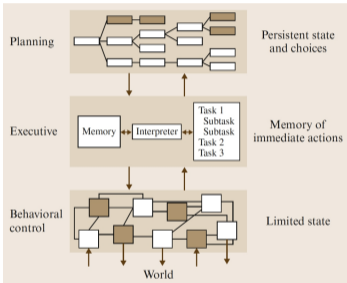 Planning
Persistent state
and choices
Executive
Memory
Interpreter
Task 1
Subtask
Subtask
Task 2
Task 3
Memory of
immediate actions
Behavioral
control
Limited state
World